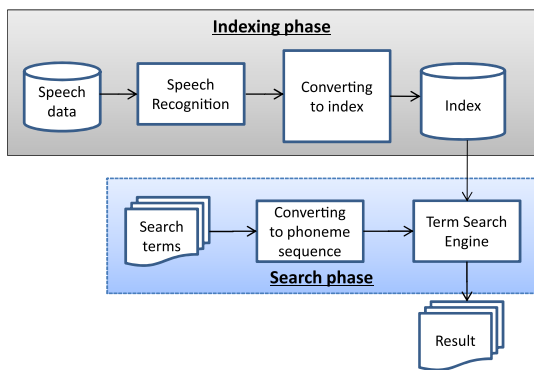 Indexing phase
Speech
data
Speech
Recognition
Converting
to index
Index
Search
terms
Converting
to phoneme
sequence
Term Search
Engine
Search phase
Result